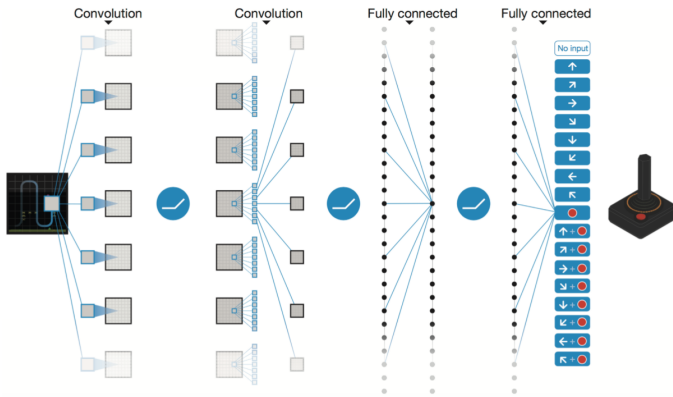 Convolution
Convolution
Fully connected
Fully connected
No input
+
+
+
+
+
+
+
+